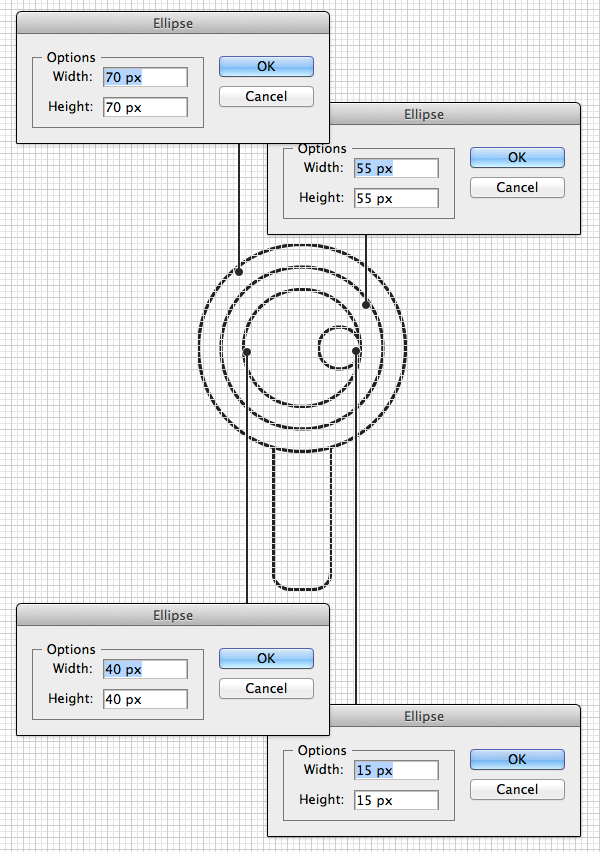 Ellipse
Options
Width: 70 px
Height: 70 px
OK
Cancel
Ellipse
Options
Width: 55 px
Height: 55 px
OK
Cancel
Ellipse
Options
Width: 40 px
Height: 40 px
OK
Cancel
Ellipse
Options
Width: 15 px
Height: 15 px
OK
Cancel